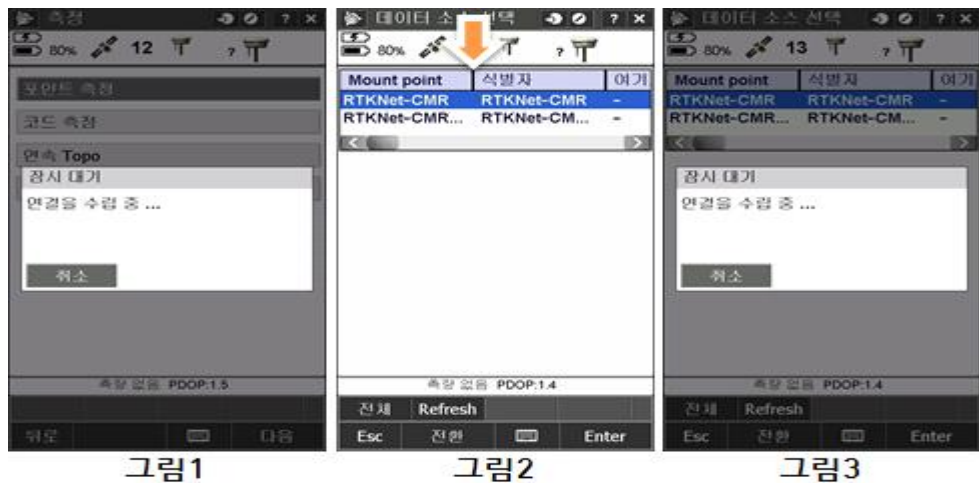 측정
? ×
80%
12
?
포인트 측정
코드 측정
연속 Topo
잠시 대기
연결을 수립 중 ...
취소
측량 없음 PDOP:1.5
뒤로
다음
그림1
데이터 소스 선택
? ×
80%
?
Mount point 식별자 여기
RTKNet-CMR RTKNet-CMR -
RTKNet-CMR... RTKNet-CM... -
측량 없음 PDOP:1.4
전체 Refresh
Esc 전환 Enter
그림2
데이터 소스 선택
? ×
80%
13
?
Mount point 식별자 여기
RTKNet-CMR RTKNet-CMR -
RTKNet-CMR... RTKNet-CM... -
잠시 대기
연결을 수립 중 ...
취소
측량 없음 PDOP:1.4
전체 Refresh
Esc 전환 Enter
그림3